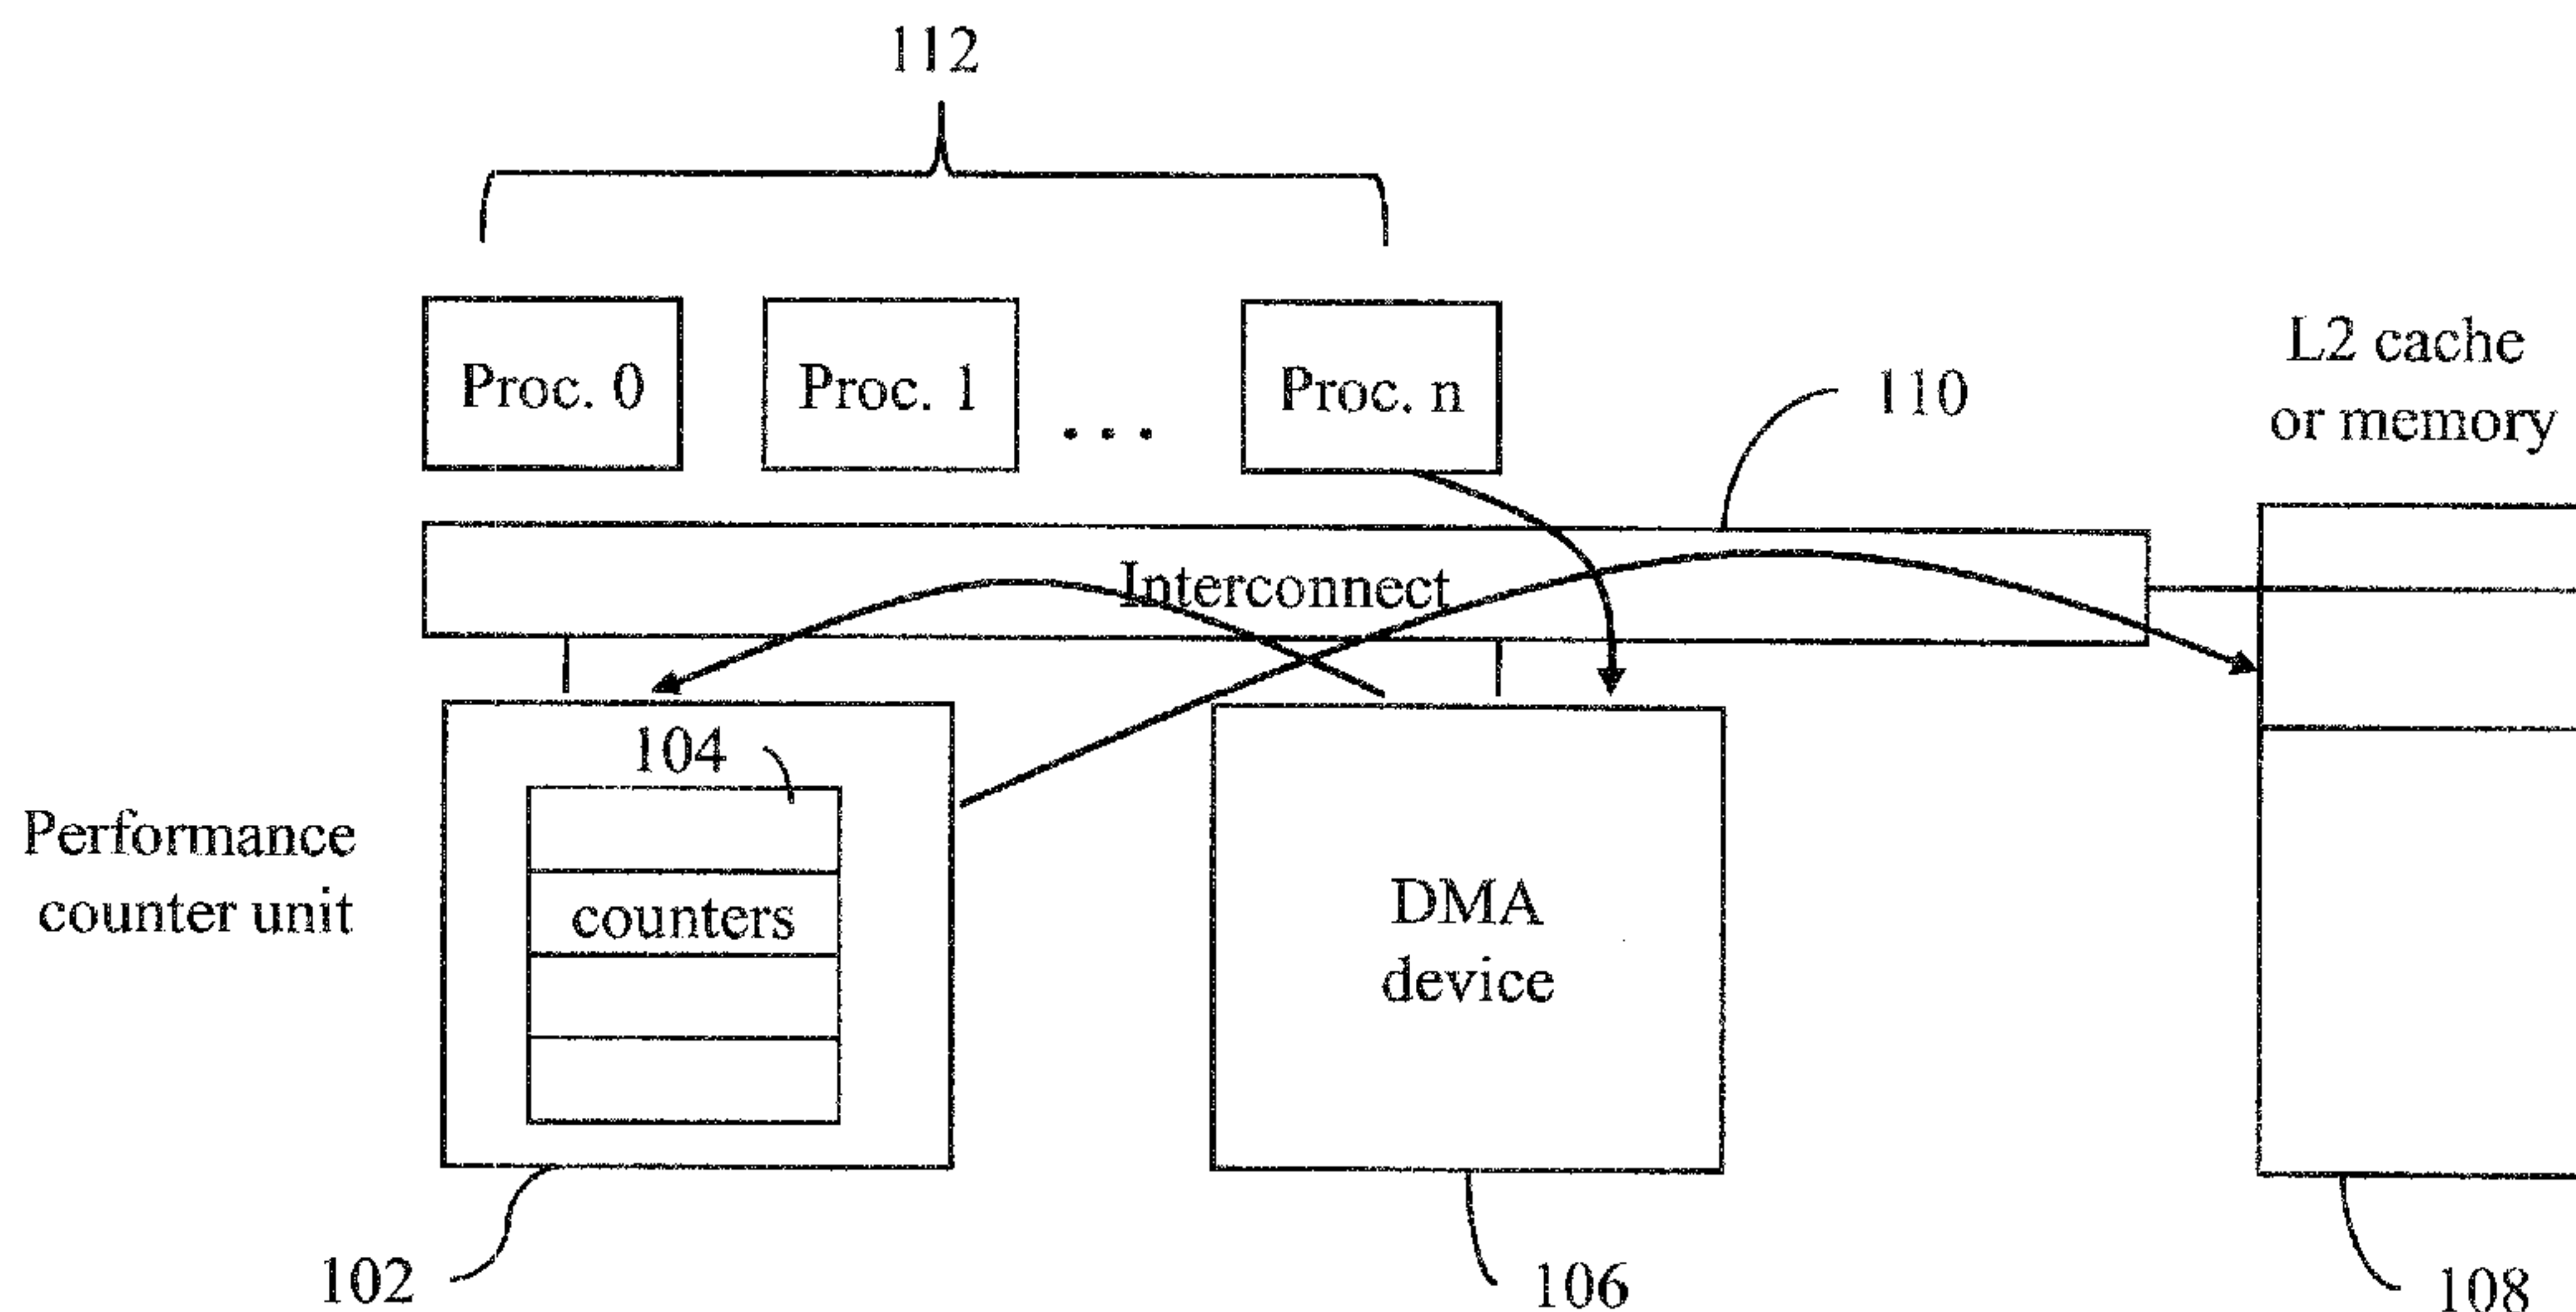 112
Proc. 0
Proc. 1
. . .
Proc. n
110
L2 cache
or memory
Interconnect
104
Performance
counter unit
counters
DMA
device
102
106
108